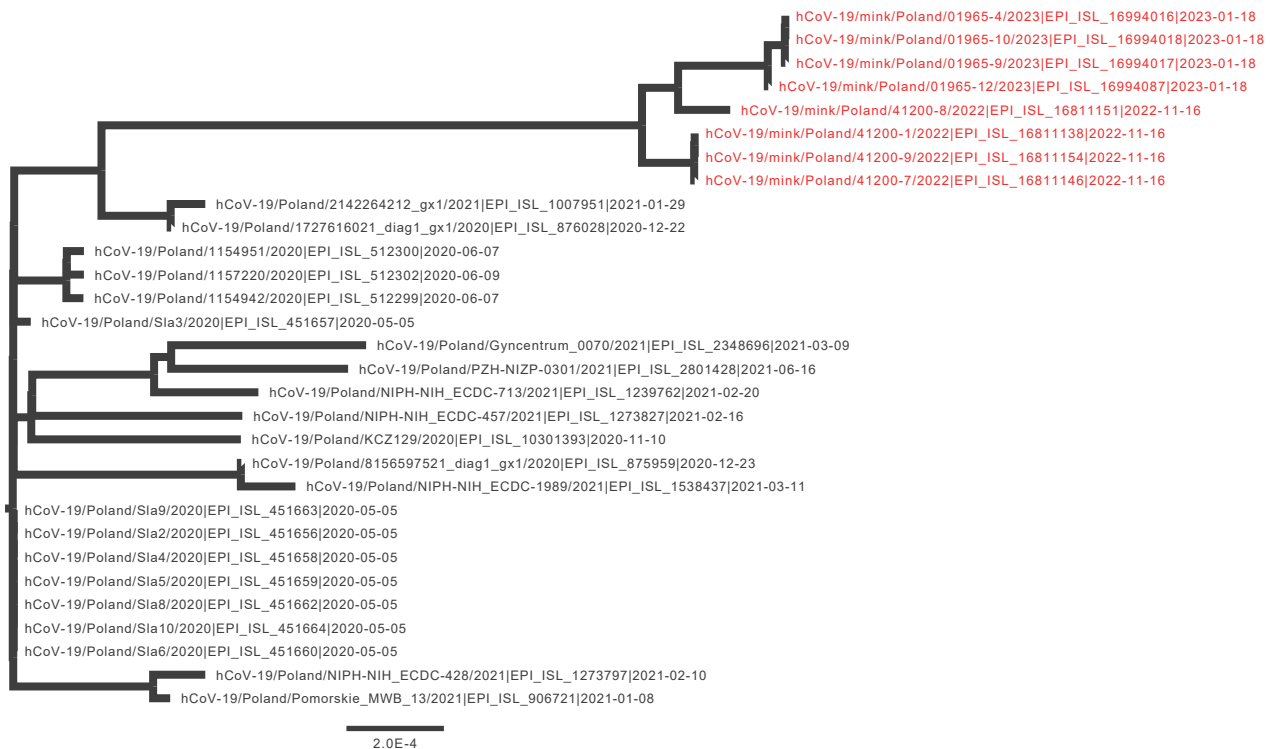 hCoV-19/mink/Poland/01965-4/2023|EPI_ISL_16994016|2023-01-18
hCoV-19/mink/Poland/01965-10/2023|EPI_ISL_16994018|2023-01-18
hCoV-19/mink/Poland/01965-9/2023|EPI_ISL_16994017|2023-01-18
hCoV-19/mink/Poland/01965-12/2023|EPI_ISL_16994087|2023-01-18
hCoV-19/mink/Poland/41200-8/2022|EPI_ISL_16811151|2022-11-16
hCoV-19/mink/Poland/41200-1/2022|EPI_ISL_16811138|2022-11-16
hCoV-19/mink/Poland/41200-9/2022|EPI_ISL_16811154|2022-11-16
hCoV-19/mink/Poland/41200-7/2022|EPI_ISL_16811146|2022-11-16
hCoV-19/Poland/2142264212_gx1/2021|EPI_ISL_1007951|2021-01-29
hCoV-19/Poland/1727616021_diag1_gx1/2020|EPI_ISL_876028|2020-12-22
hCoV-19/Poland/1154951/2020|EPI_ISL_512300|2020-06-07
hCoV-19/Poland/1157220/2020|EPI_ISL_512302|2020-06-09
hCoV-19/Poland/1154942/2020|EPI_ISL_512299|2020-06-07
hCoV-19/Poland/Sla3/2020|EPI_ISL_451657|2020-05-05
hCoV-19/Poland/Gyncentrum_0070/2021|EPI_ISL_2348696|2021-03-09
hCoV-19/Poland/PZH-NIZP-0301/2021|EPI_ISL_2801428|2021-06-16
hCoV-19/Poland/NIPH-NIH_ECDC-713/2021|EPI_ISL_1239762|2021-02-20
hCoV-19/Poland/NIPH-NIH_ECDC-457/2021|EPI_ISL_1273827|2021-02-16
hCoV-19/Poland/KCZ129/2020|EPI_ISL_10301393|2020-11-10
hCoV-19/Poland/8156597521_diag1_gx1/2020|EPI_ISL_875959|2020-12-23
hCoV-19/Poland/NIPH-NIH_ECDC-1989/2021|EPI_ISL_1538437|2021-03-11
hCoV-19/Poland/Sla9/2020|EPI_ISL_451663|2020-05-05
hCoV-19/Poland/Sla2/2020|EPI_ISL_451656|2020-05-05
hCoV-19/Poland/Sla4/2020|EPI_ISL_451658|2020-05-05
hCoV-19/Poland/Sla5/2020|EPI_ISL_451659|2020-05-05
hCoV-19/Poland/Sla8/2020|EPI_ISL_451662|2020-05-05
hCoV-19/Poland/Sla10/2020|EPI_ISL_451664|2020-05-05
hCoV-19/Poland/Sla6/2020|EPI_ISL_451660|2020-05-05
hCoV-19/Poland/NIPH-NIH_ECDC-428/2021|EPI_ISL_1273797|2021-02-10
hCoV-19/Poland/Pomorskie_MWB_13/2021|EPI_ISL_906721|2021-01-08
2.0E-4